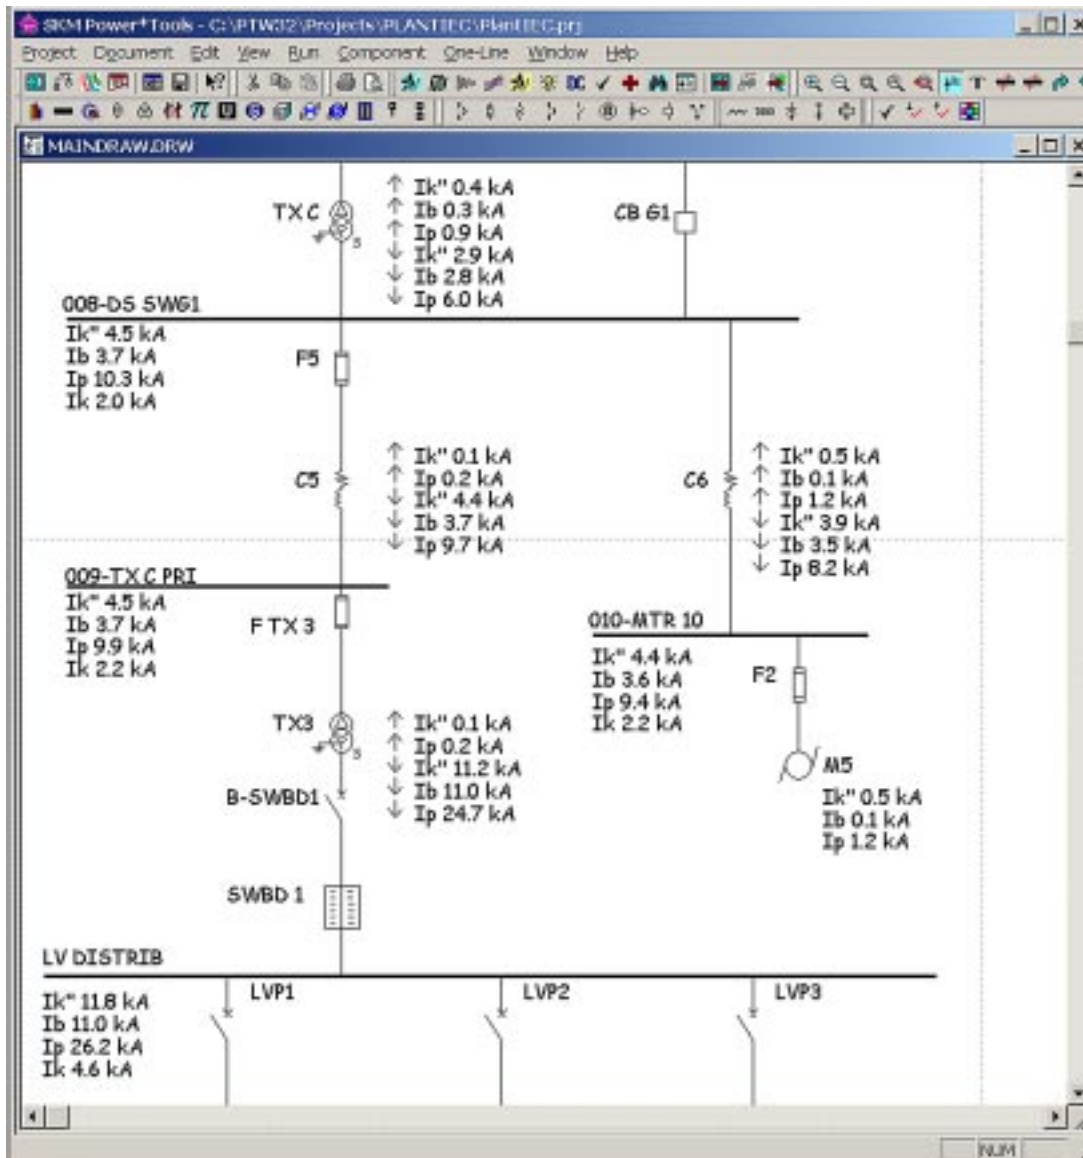 SKM Power*Tools - C:\PTW32\Projects\PLANTIEC\PlantIEC.prj
Project Document Edit View Run Component One-Line Window Help
MAINDRAW.DRW
TX C
↑ Ik" 0.4 kA
↑ Ib 0.3 kA
↑ Ip 0.9 kA
↓ Ik" 2.9 kA
↓ Ib 2.8 kA
↓ Ip 6.0 kA
S
CB G1
008-DS SWG1
Ik" 4.5 kA
Ib 3.7 kA
Ip 10.3 kA
Ik 2.0 kA
F5
C5
↑ Ik" 0.1 kA
↑ Ip 0.2 kA
↓ Ik" 4.4 kA
↓ Ib 3.7 kA
↓ Ip 9.7 kA
C6
↑ Ik" 0.5 kA
↑ Ib 0.1 kA
↑ Ip 1.2 kA
↓ Ik" 3.9 kA
↓ Ib 3.5 kA
↓ Ip 8.2 kA
009-TX C PRI
Ik" 4.5 kA
Ib 3.7 kA
Ip 9.9 kA
Ik 2.2 kA
F TX 3
010-MTR 10
Ik" 4.4 kA
Ib 3.6 kA
Ip 9.4 kA
Ik 2.2 kA
F2
TX3
↑ Ik" 0.1 kA
↑ Ip 0.2 kA
↓ Ik" 11.2 kA
↓ Ib 11.0 kA
↓ Ip 24.7 kA
S
M5
Ik" 0.5 kA
Ib 0.1 kA
Ip 1.2 kA
B-SWBD1
SWBD 1
LV DISTRIB
Ik" 11.8 kA
Ib 11.0 kA
Ip 26.2 kA
Ik 4.6 kA
LVP1
LVP2
LVP3
NUM